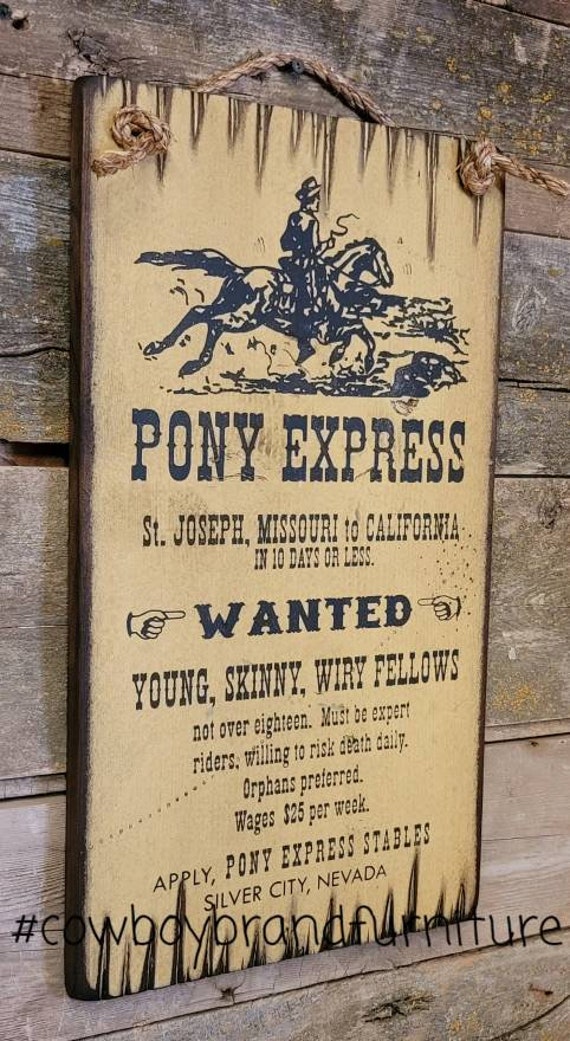 PONY EXPRESS
St. JOSEPH, MISSOURI to CALIFORNIA
IN 10 DAYS OR LESS.
WANTED
YOUNG, SKINNY, WIRY FELLOWS
not over eighteen. Must be expert
riders, willing to risk death daily.
Orphans preferred.
Wages $25 per week.
APPLY, PONY EXPRESS STABLES
SILVER CITY, NEVADA
#cowboybrandfurniture